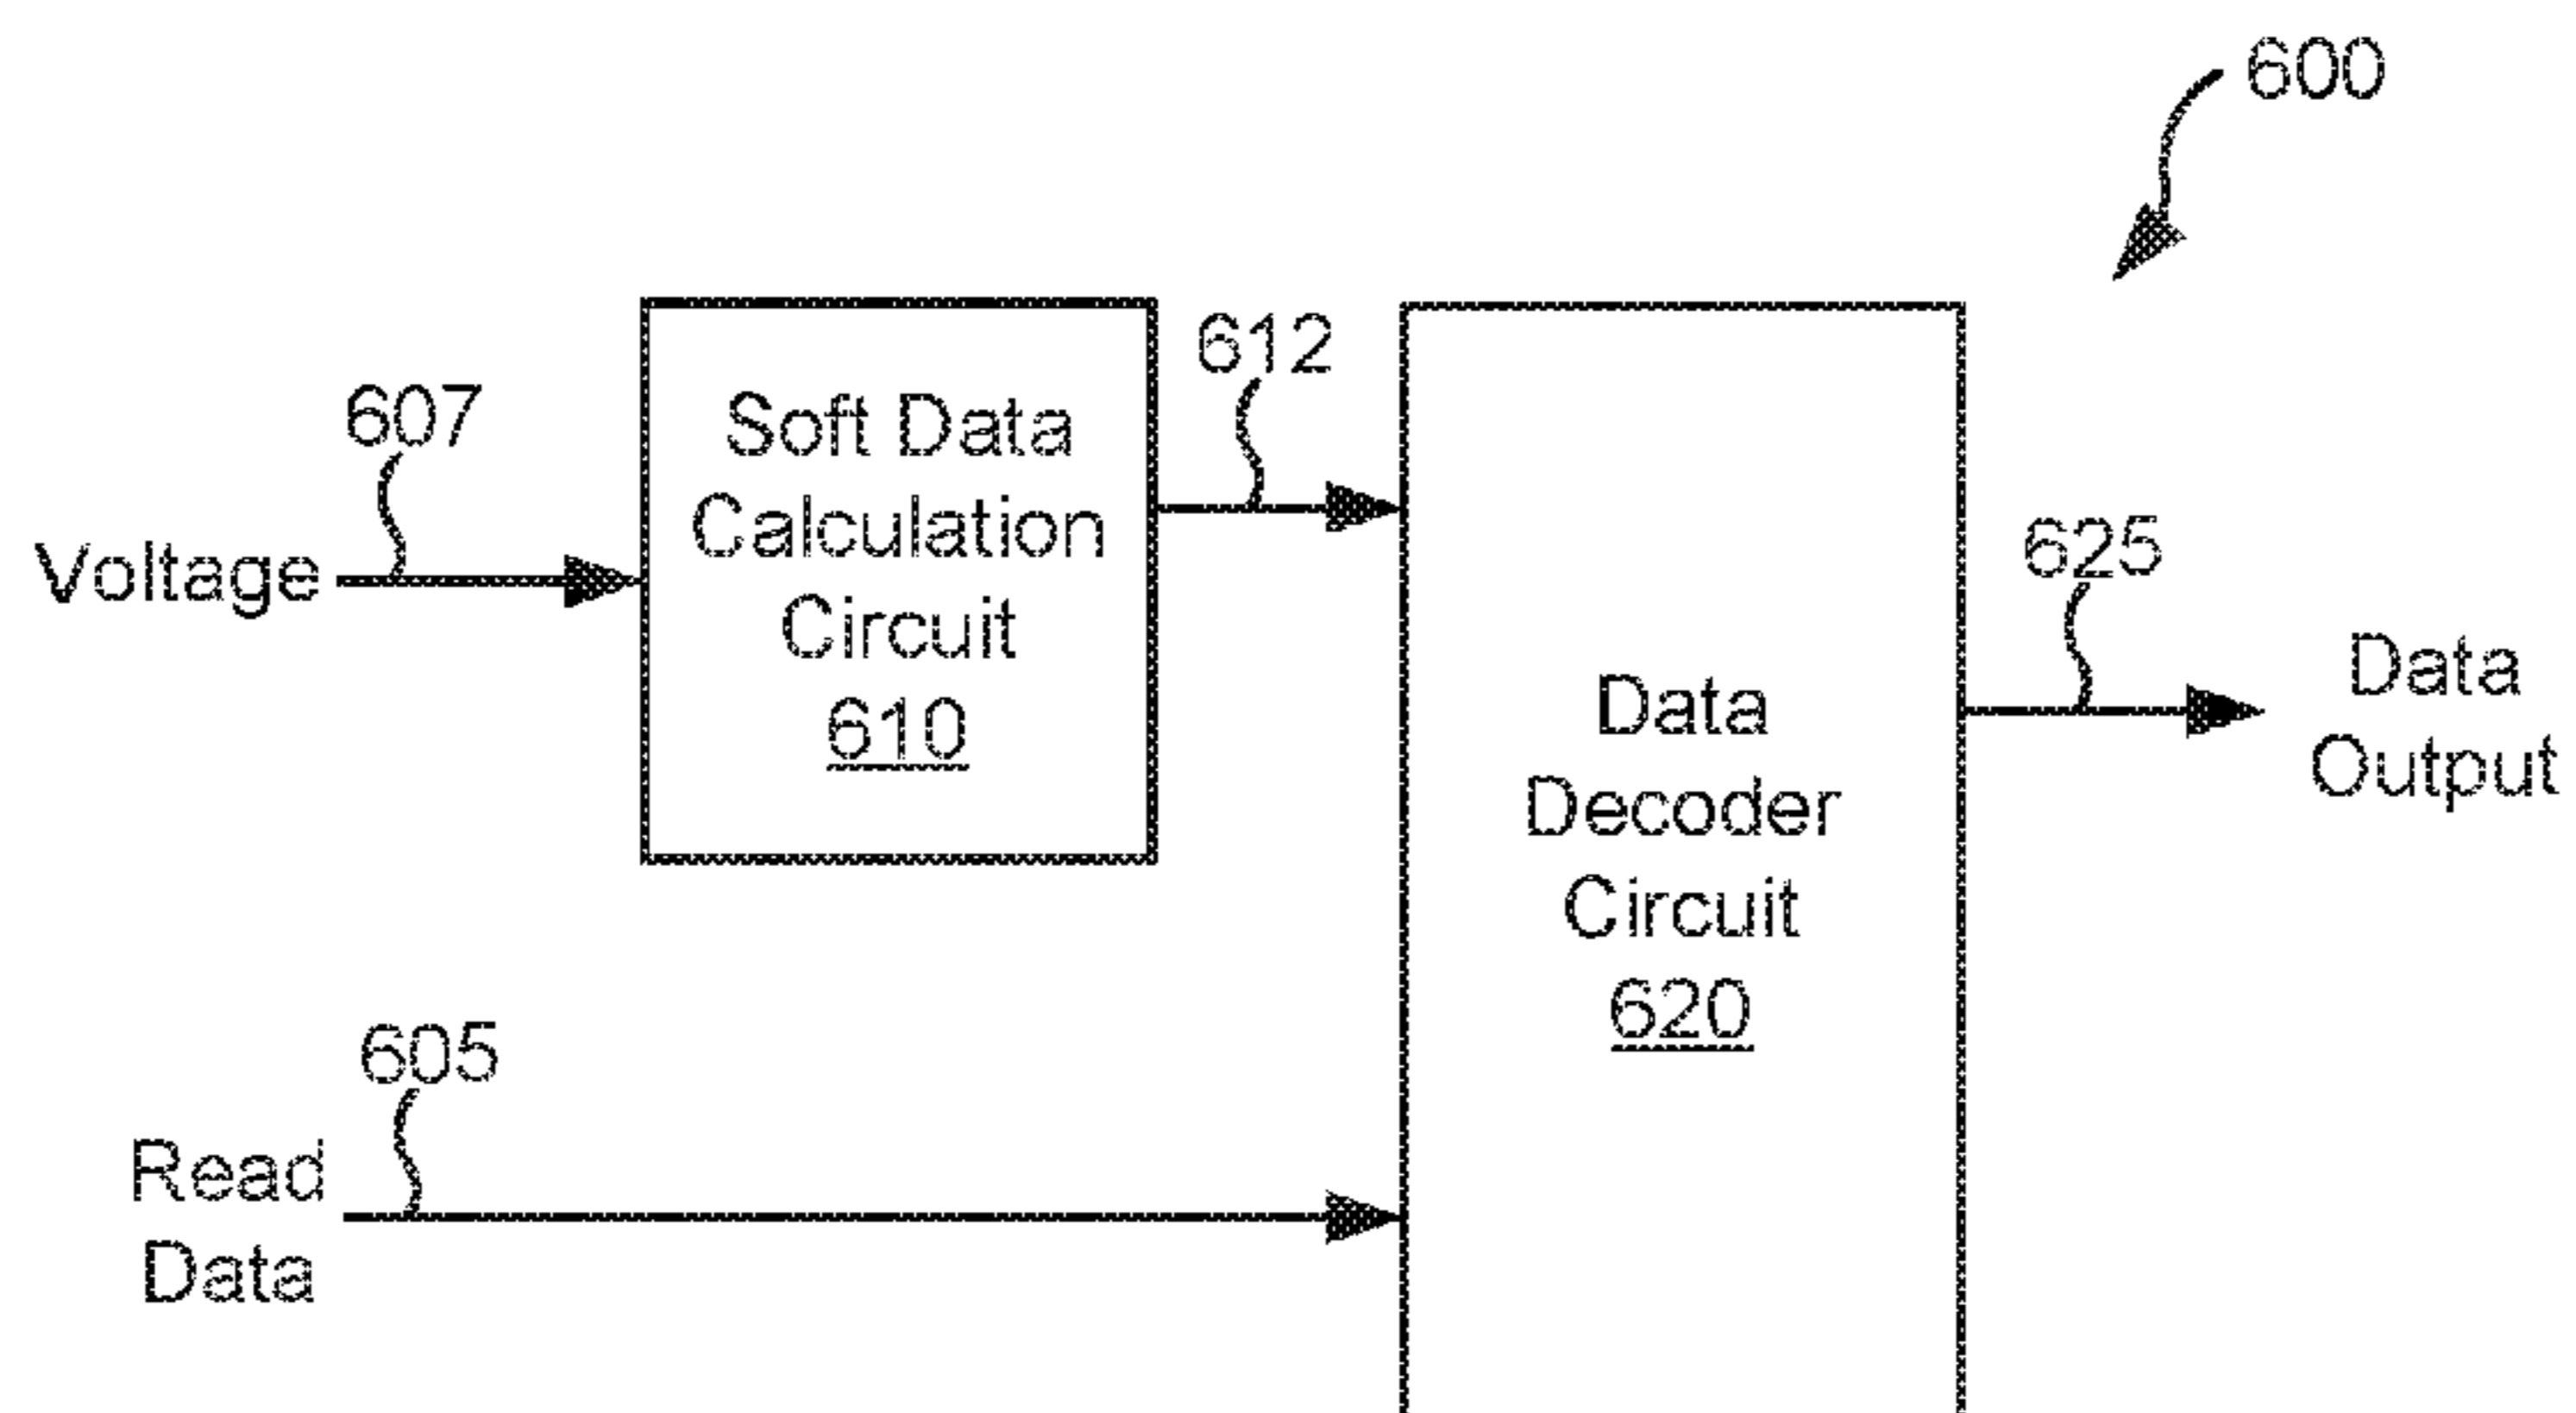 600
607
Voltage
Soft Data
Calculation
Circuit
610
612
Data
Decoder
Circuit
620
625
Data
Output
605
Read
Data